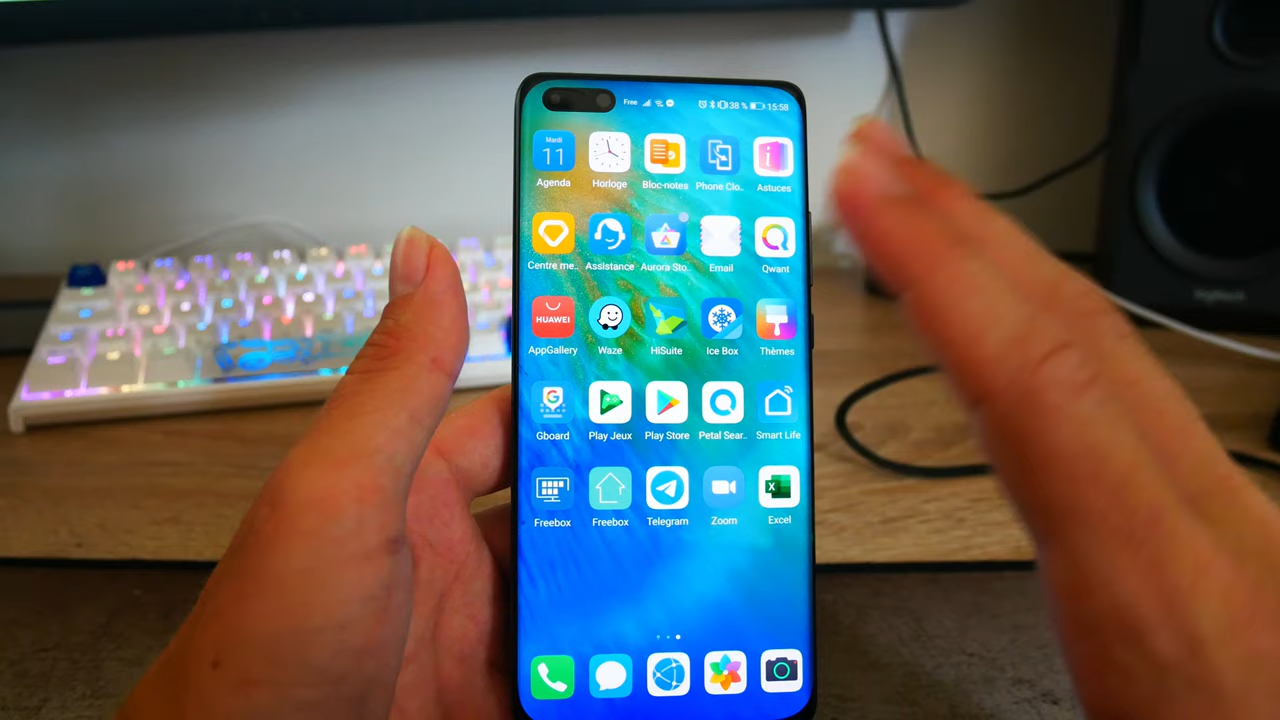 Free 38 % 15:58
Mardi
11
Agenda Horloge Bloc-notes Phone Clo.. Astuces
Centre me.. Assistance Aurora Sto.. Email Qwant
HUAWEI
AppGallery Waze HiSuite Ice Box Thèmes
Gboard Play Jeux Play Store Petal Sear.. Smart Life
Freebox Freebox Telegram Zoom Excel